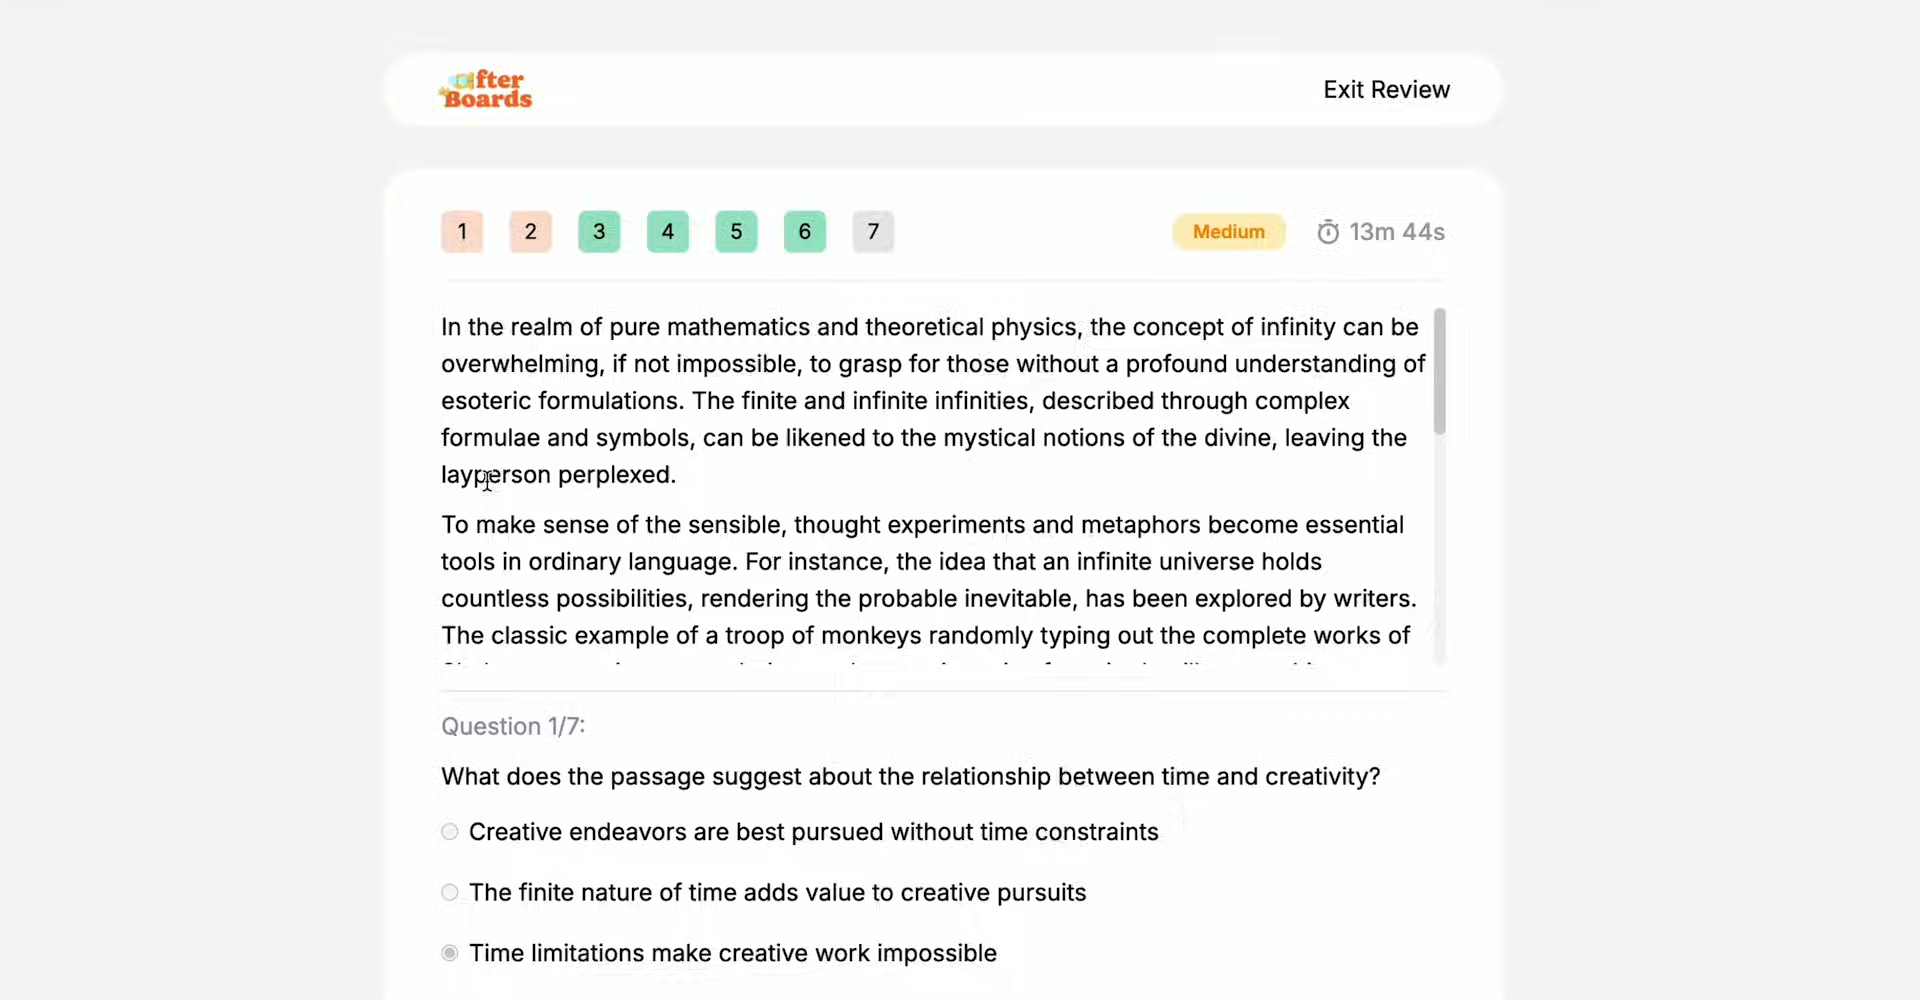 After
Boards
Exit Review
1 2 3 4 5 6 7
Medium 13m 44s
In the realm of pure mathematics and theoretical physics, the concept of infinity can be
overwhelming, if not impossible, to grasp for those without a profound understanding of
esoteric formulations. The finite and infinite infinities, described through complex
formulae and symbols, can be likened to the mystical notions of the divine, leaving the
layperson perplexed.
To make sense of the sensible, thought experiments and metaphors become essential
tools in ordinary language. For instance, the idea that an infinite universe holds
countless possibilities, rendering the probable inevitable, has been explored by writers.
The classic example of a troop of monkeys randomly typing out the complete works of
Question 1/7:
What does the passage suggest about the relationship between time and creativity?
Creative endeavors are best pursued without time constraints
The finite nature of time adds value to creative pursuits
Time limitations make creative work impossible